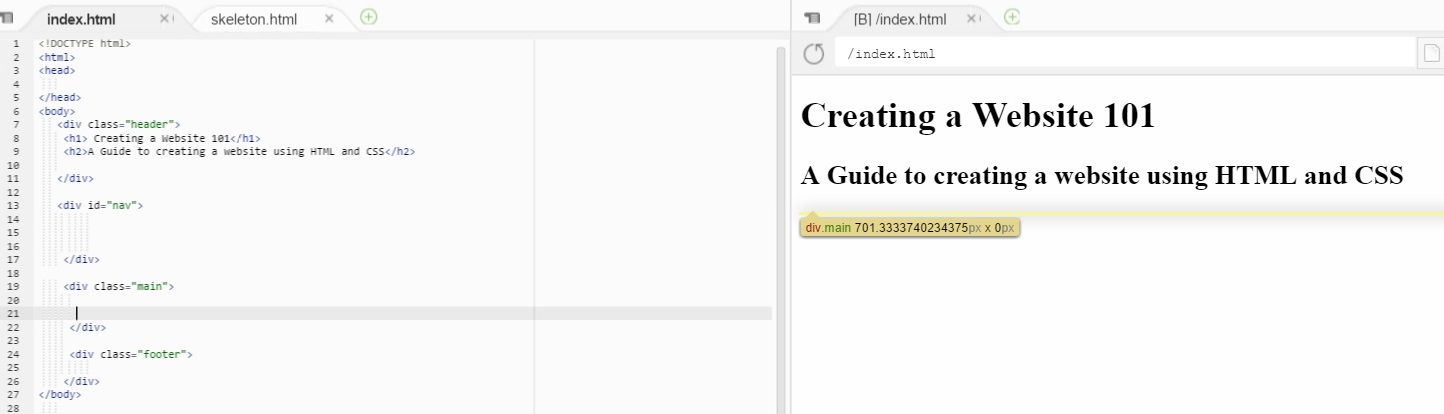 index.html
skeleton.html
1 <!DOCTYPE html>
2 <html>
3 <head>
4
5 </head>
6 <body>
7 <div class="header">
8 <h1> Creating a Website 101</h1>
9 <h2>A Guide to creating a website using HTML and CSS</h2>
10
11 </div>
12
13 <div id="nav">
14
15
16
17 </div>
18
19 <div class="main">
20
21
22 </div>
23
24 <div class="footer">
25
26 </div>
27 </body>
28
[B] /index.html
/index.html
Creating a Website 101
A Guide to creating a website using HTML and CSS
div.main 701.3333740234375px x 0px